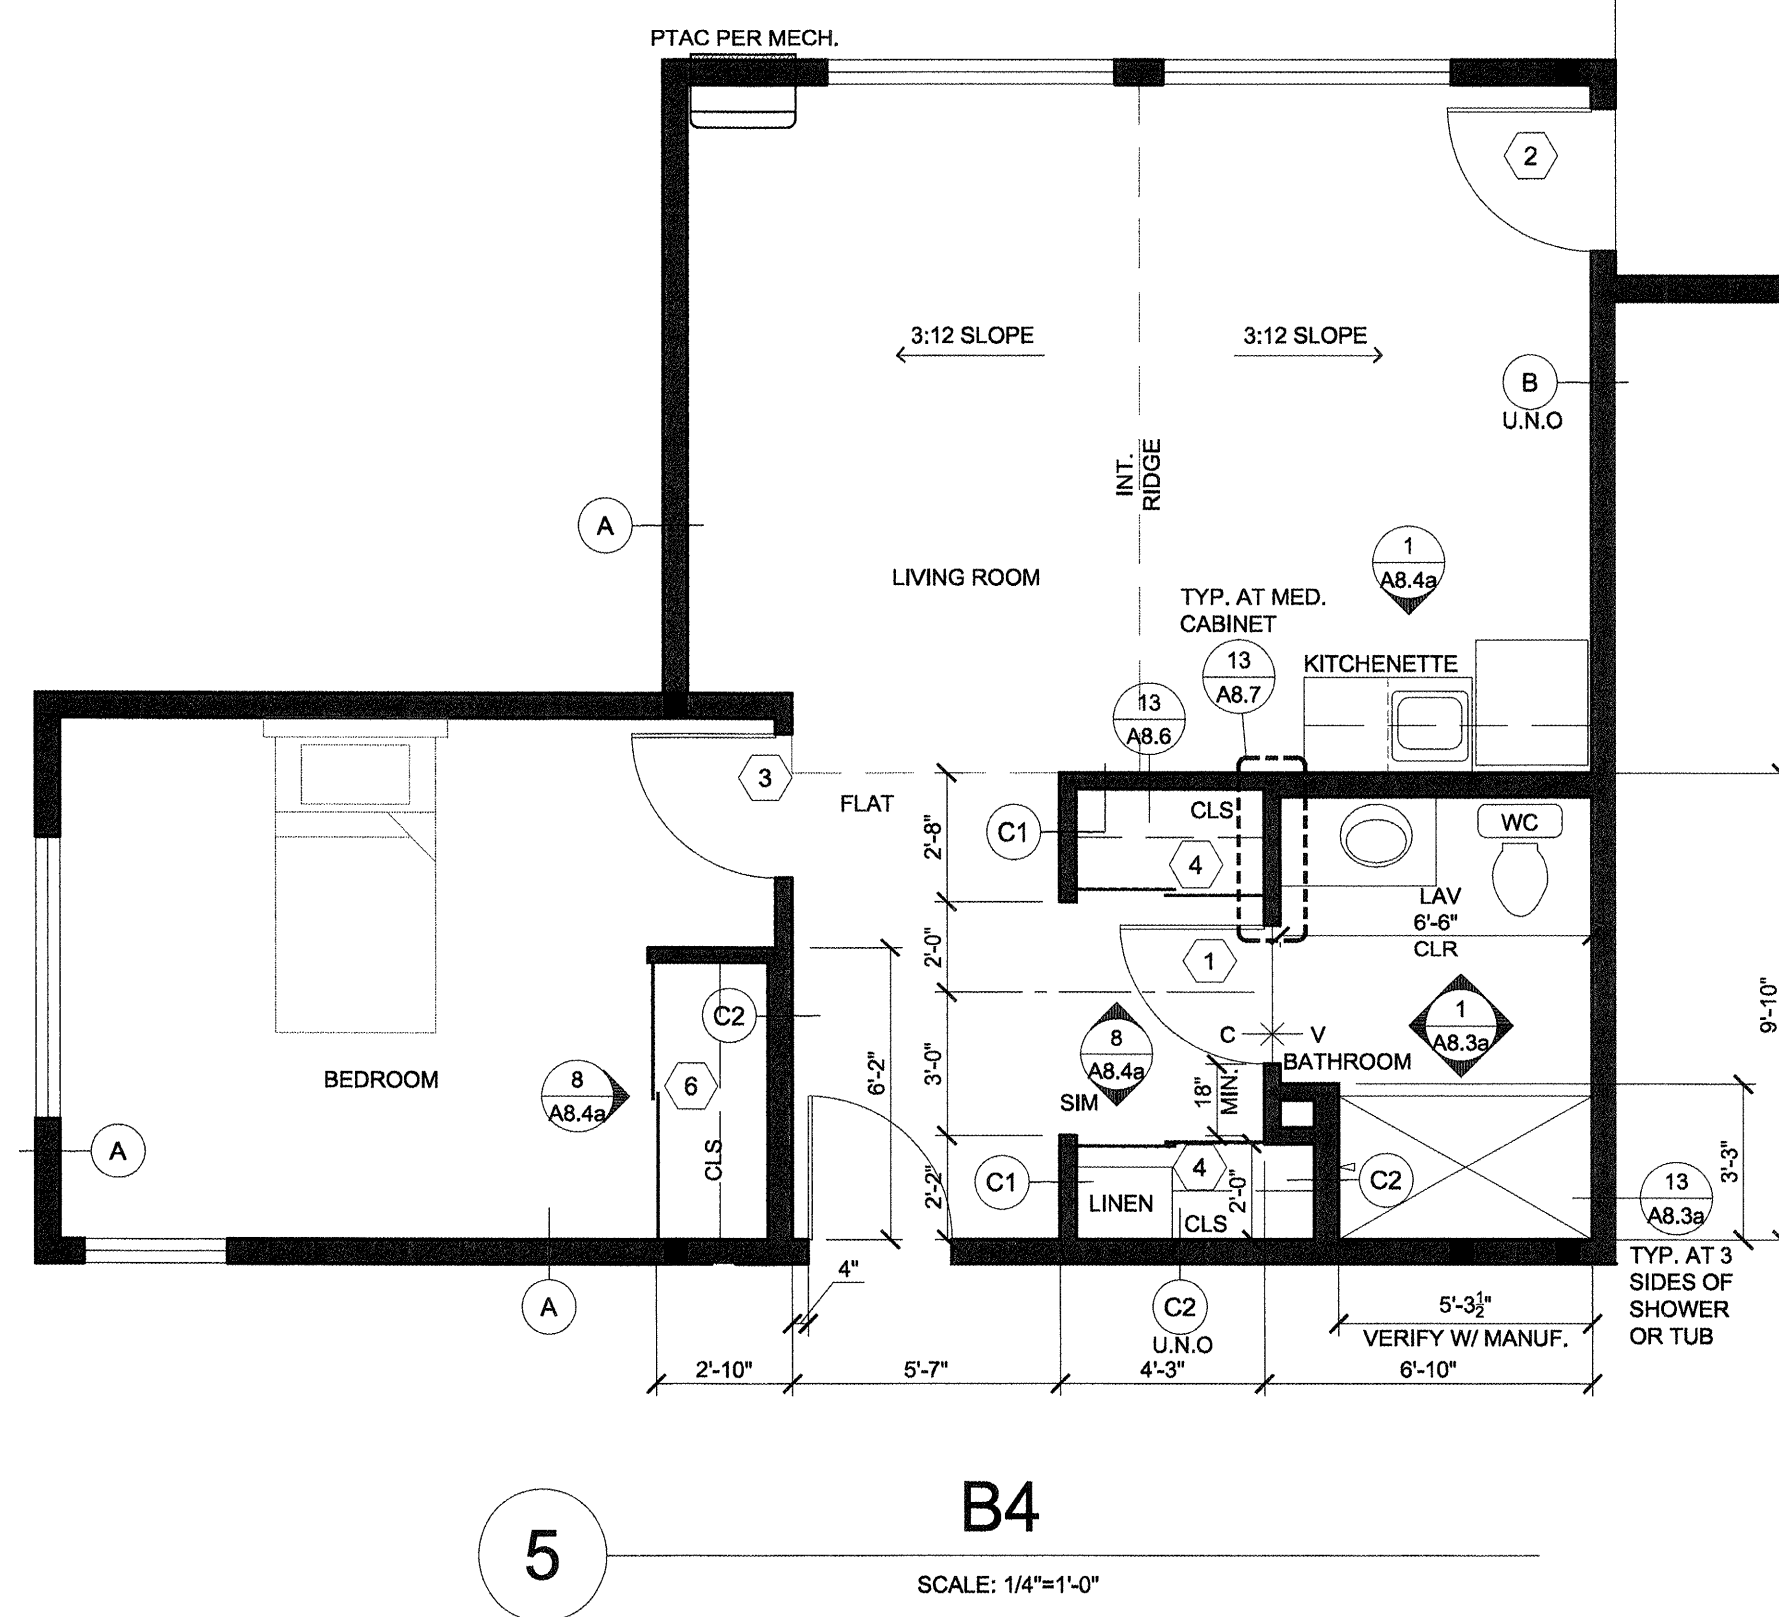 PTAC PER MECH.
2
3:12 SLOPE
3:12 SLOPE
B
U.N.O
INT.
RIDGE
A
1
A8.4a
LIVING ROOM
TYP. AT MED.
CABINET
13
A8.7
KITCHENETTE
13
A8.6
3
FLAT
CLS
C1
2'-8"
4
WC
LAV
6'-6"
CLR
2'-0"
1
C2
9'-10"
1
A8.3a
C
V
8
A8.4a
BATHROOM
BEDROOM
8
A8.4a
6
6'-2"
3'-0"
SIM
18"
MIN.
CLS
A
C1
2'-2"
LINEN
4
2'-0"
CLS
C2
3'-3"
13
A8.3a
TYP. AT 3
SIDES OF
SHOWER
OR TUB
4"
A
C2
U.N.O
5'-3½"
VERIFY W/ MANUF.
2'-10"
5'-7"
4'-3"
6'-10"
5
B4
SCALE: 1/4"=1'-0"